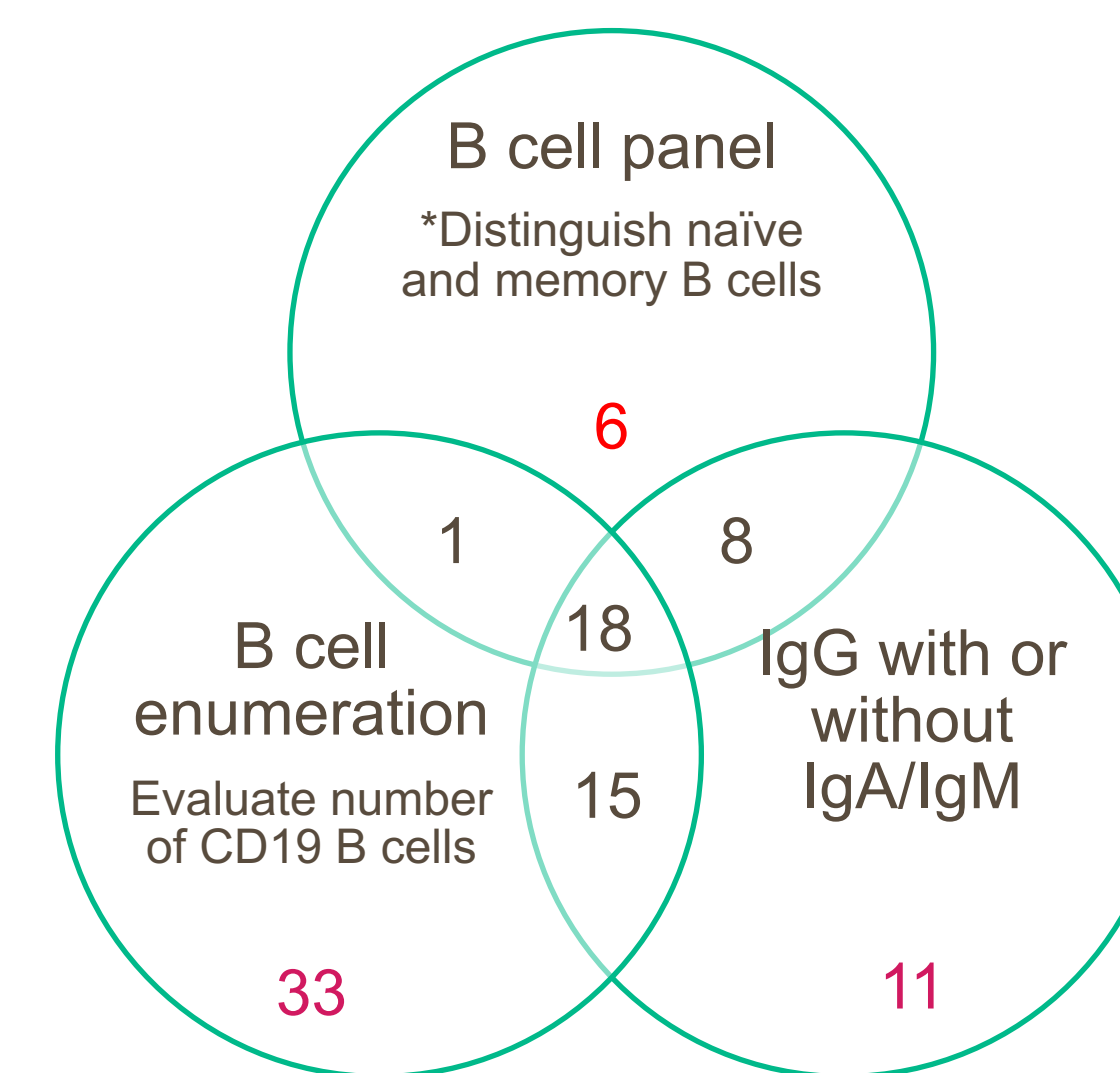 B cell panel
*Distinguish naïve
and memory B cells
6
1
8
18
B cell
enumeration
Evaluate number
of CD19 B cells
IgG with or
without
IgA/IgM
15
33
11